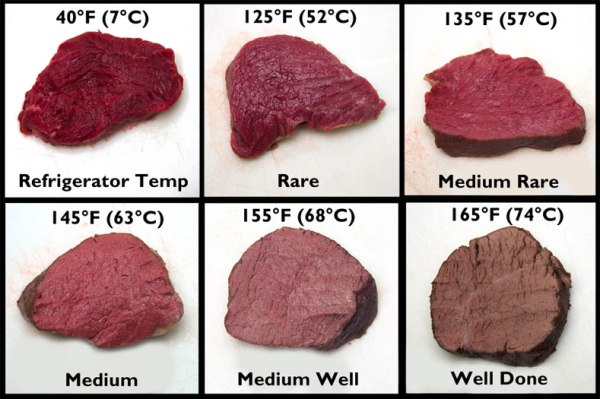 40°F (7°C)
125°F (52°C)
135°F (57°C)
Refrigerator Temp
Rare
Medium Rare
145°F (63°C)
155°F (68°C)
165°F (74°C)
Medium
Medium Well
Well Done